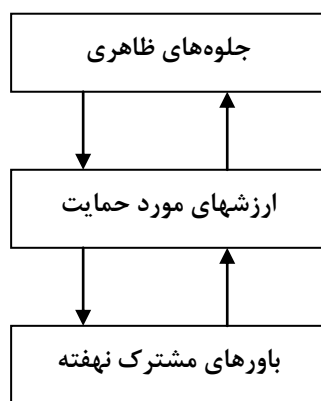 جلوه‌های ظاهری
ارزشهای مورد حمایت
باورهای مشترک نهفته